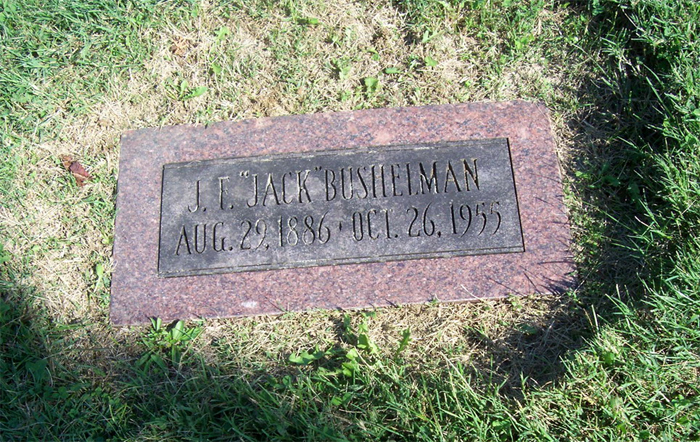 J. F. "JACK" BUSHELMAN
AUG. 29, 1886 · OCT. 26, 1955